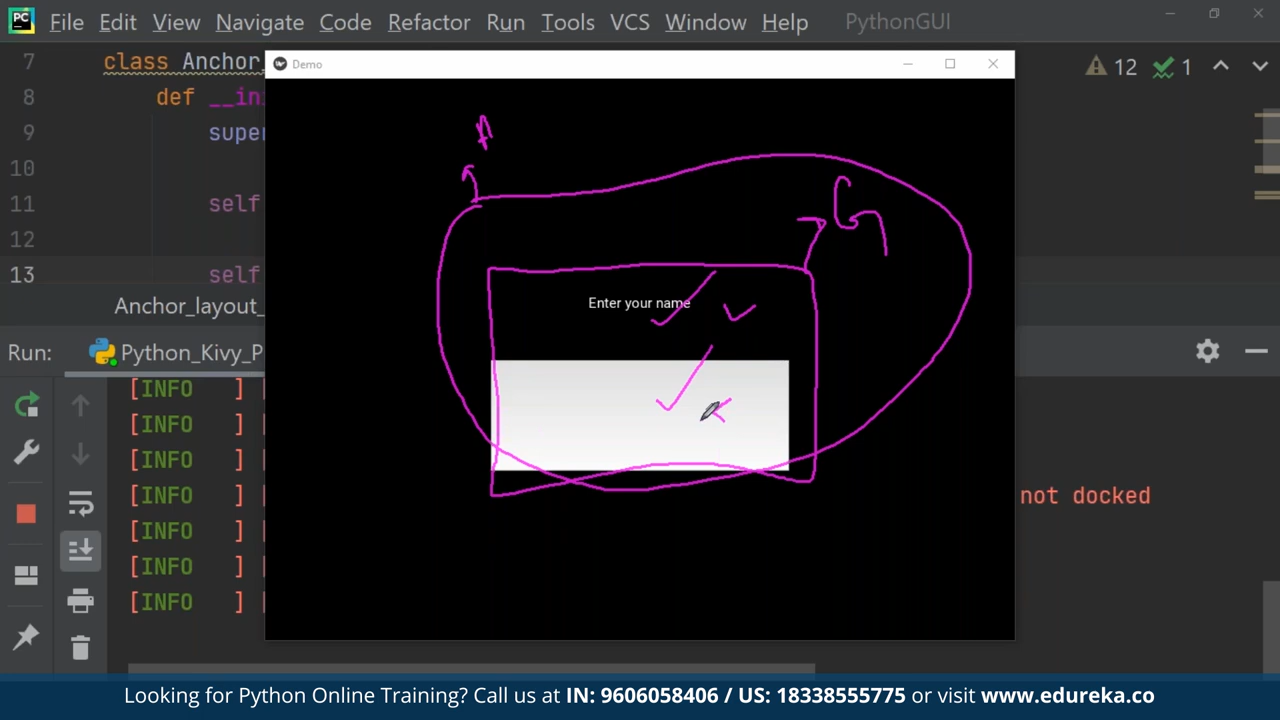 PC File Edit View Navigate Code Refactor Run Tools VCS Window Help PythonGUI
7 class Anchor_
8 def __in
9 super
10
11 self
12
13 self
12 1
Demo
A
G
Enter your name
Anchor_layout_
Run: Python_Kivy_P
[INFO ] [
[INFO ] [
[INFO ] [
[INFO ] [ not docked
[INFO ] [
[INFO ] [
[INFO ] [
Looking for Python Online Training? Call us at IN: 9606058406 / US: 18338555775 or visit www.edureka.co